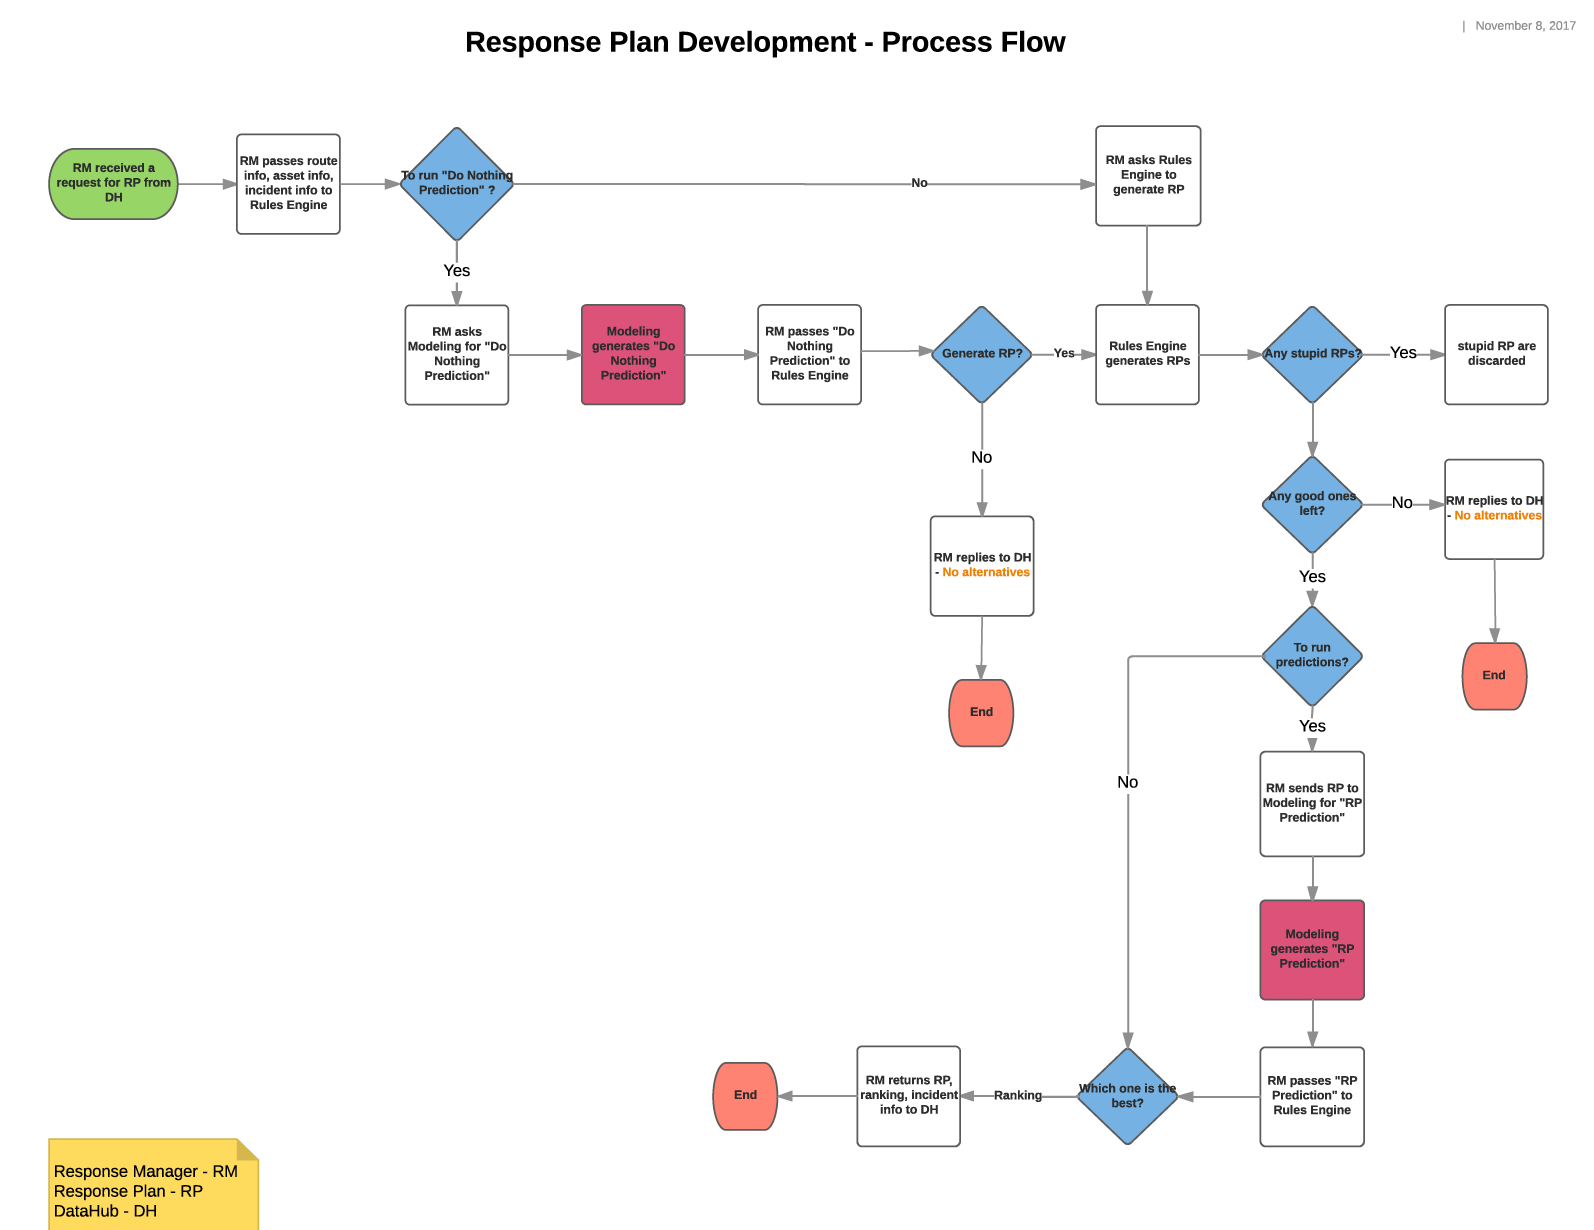 | November 8, 2017
Response Plan Development - Process Flow
RM received a
request for RP from
DH
RM passes route
info, asset info,
incident info to
Rules Engine
To run "Do Nothing
Prediction" ?
No
RM asks Rules
Engine to
generate RP
Yes
RM asks
Modeling for "Do
Nothing
Prediction"
Modeling
generates "Do
Nothing
Prediction"
RM passes "Do
Nothing
Prediction" to
Rules Engine
Generate RP?
Yes
Rules Engine
generates RPs
Any stupid RPs?
Yes
stupid RP are
discarded
No
Any good ones
left?
No
RM replies to DH
- No alternatives
RM replies to DH
- No alternatives
Yes
To run
predictions?
End
End
Yes
No
RM sends RP to
Modeling for "RP
Prediction"
Modeling
generates "RP
Prediction"
End
RM returns RP,
ranking, incident
info to DH
Ranking
Which one is the
best?
RM passes "RP
Prediction" to
Rules Engine
Response Manager - RM
Response Plan - RP
DataHub - DH